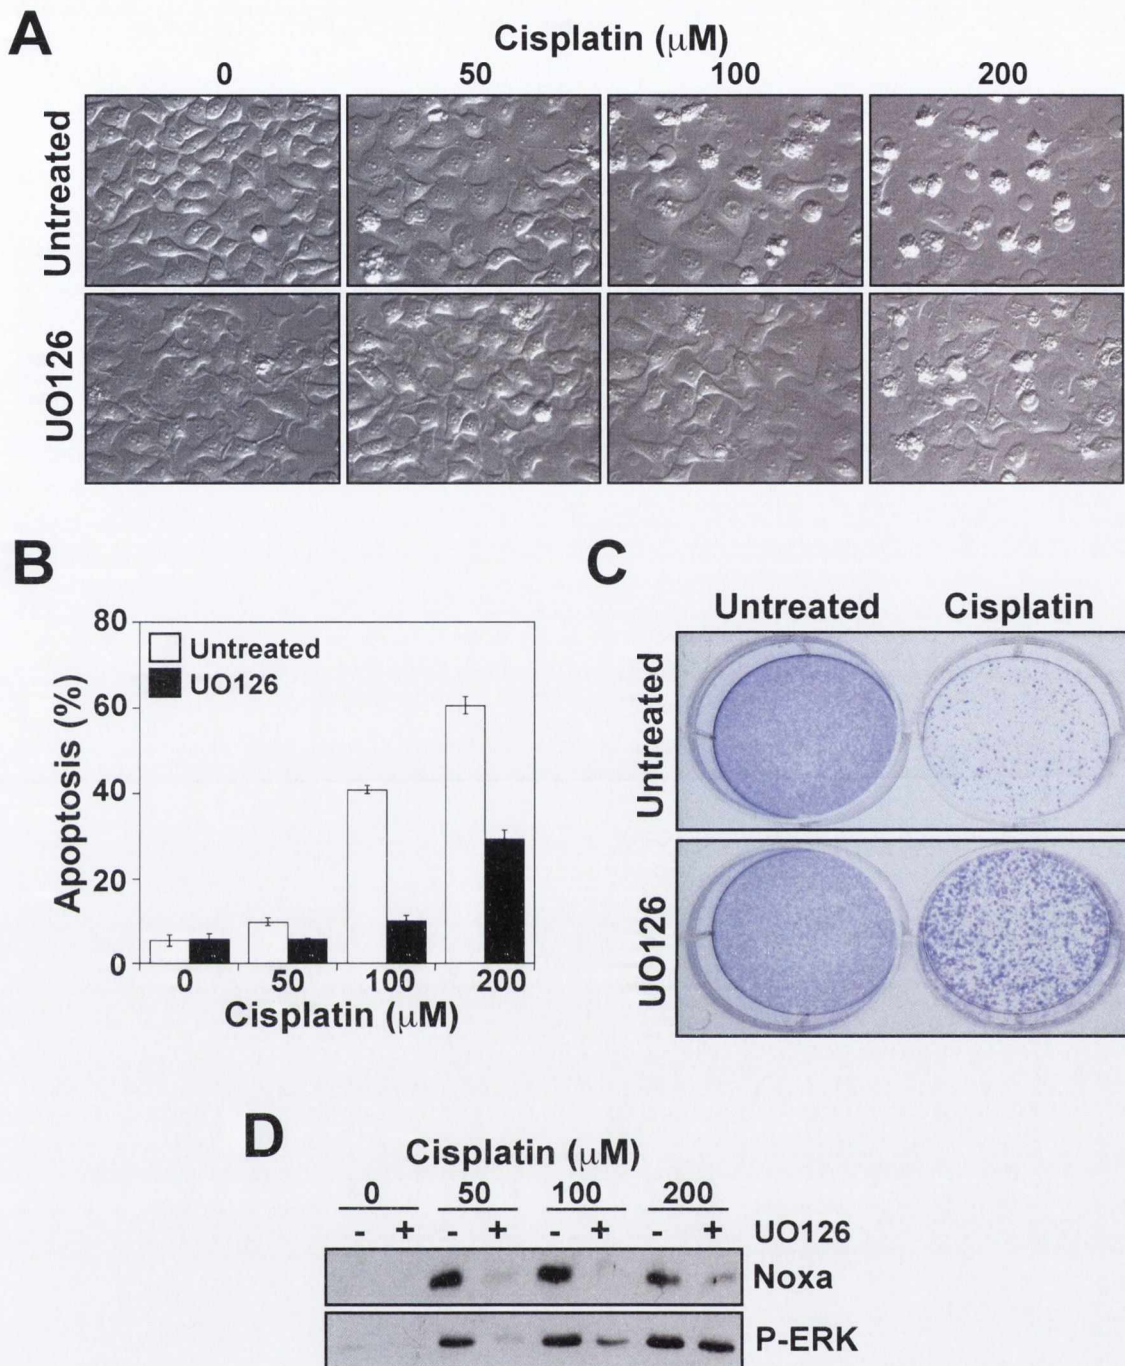 A
Cisplatin (μM)
0 50 100 200
Untreated
UO126
B
80
60
40
20
0
Apoptosis (%)
Untreated
UO126
0 50 100 200
Cisplatin (μM)
C
Untreated Cisplatin
Untreated
UO126
D
Cisplatin (μM)
0 50 100 200
- + - + - + - + UO126
Noxa
P-ERK